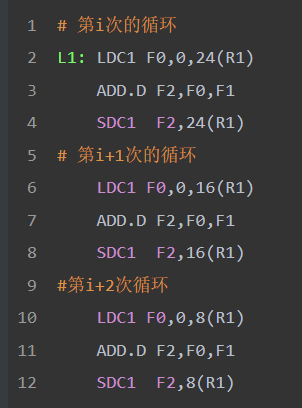 1 # 第i次的循环
2 L1: LDC1 F0,0,24(R1)
3 ADD.D F2,F0,F1
4 SDC1 F2,24(R1)
5 # 第i+1次的循环
6 LDC1 F0,0,16(R1)
7 ADD.D F2,F0,F1
8 SDC1 F2,16(R1)
9 #第i+2次循环
10 LDC1 F0,0,8(R1)
11 ADD.D F2,F0,F1
12 SDC1 F2,8(R1)